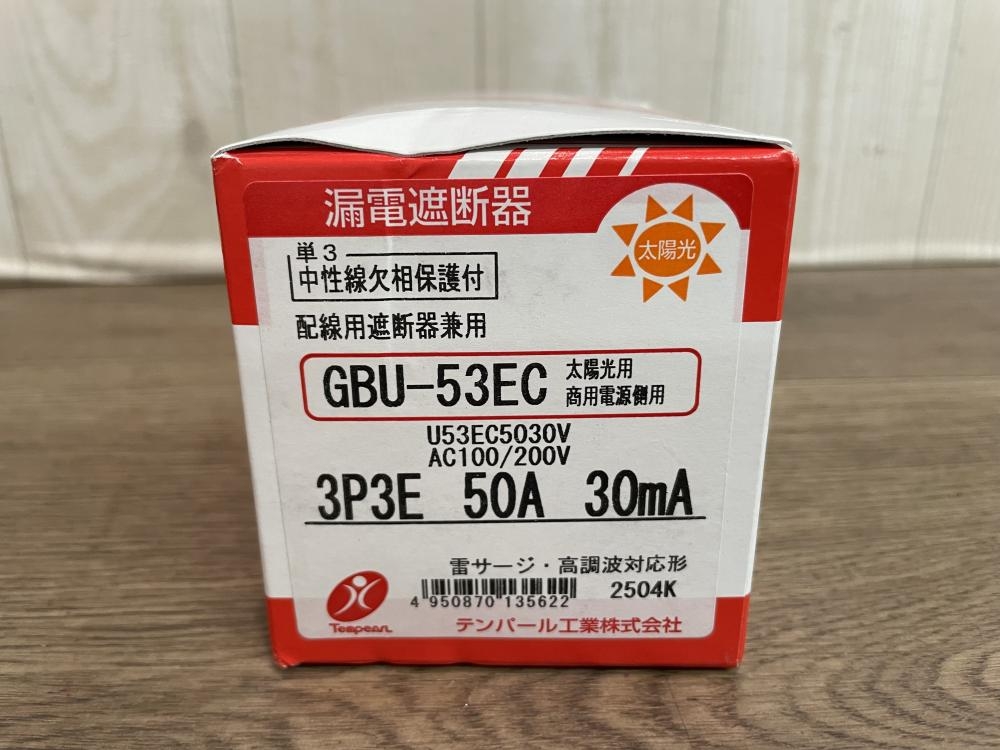 漏電遮断器
太陽光
単3
中性線欠相保護付
配線用遮断器兼用
GBU-53EC
太陽光用
商用電源側用
U53EC5030V
AC100/200V
3P3E 50A 30mA
雷サージ・高調波対応形
4 950870 135622
2504K
Tempearl
テンパール工業株式会社